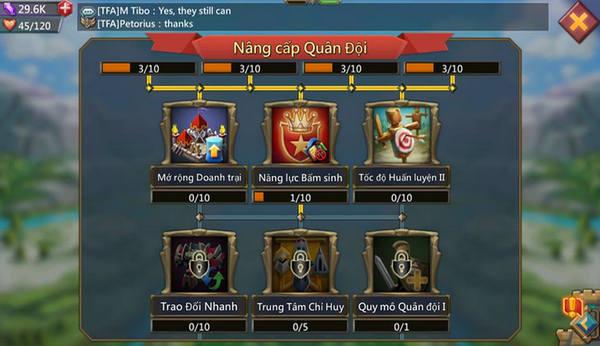 29.6K
[TFA]M Tibo : Yes, they still can
45/120
[TFA]Petorius : thanks
Nâng cấp Quân Đội
3/10 3/10 3/10 3/10
Mở rộng Doanh trại Năng lực Bẩm sinh Tốc độ Huấn luyện II
0/10 1/10 0/10
Trao Đổi Nhanh Trung Tâm Chỉ Huy Quy mô Quân đội I
0/10 0/5 0/1